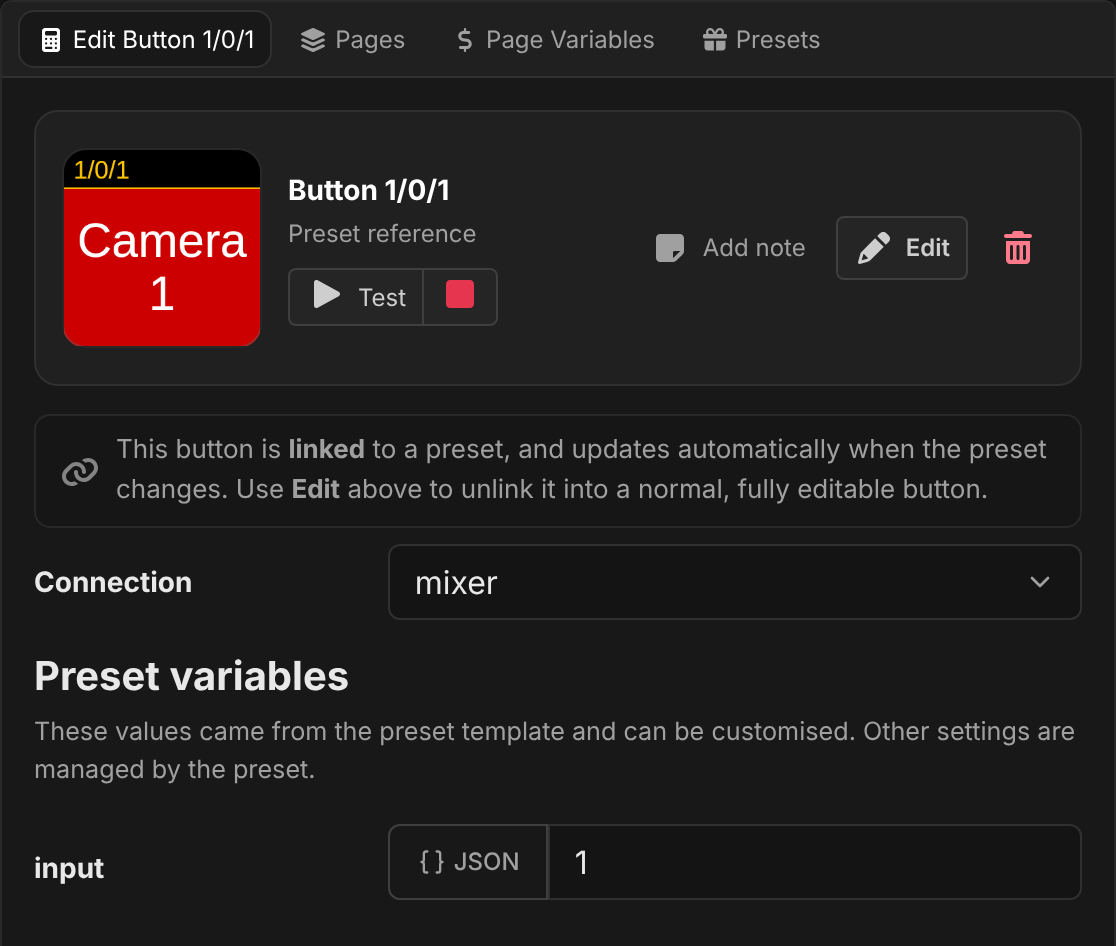 Edit Button 1/0/1 Pages Page Variables Presets
1/0/1
Camera
1
Button 1/0/1
Preset reference
Test
Add note
Edit
This button is linked to a preset, and updates automatically when the preset
changes. Use Edit above to unlink it into a normal, fully editable button.
Connection
mixer
Preset variables
These values came from the preset template and can be customised. Other settings are
managed by the preset.
input
{ } JSON
1